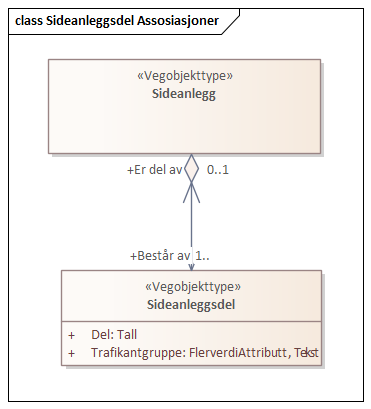 class Sideanleggsdel Assosiasjoner
«Vegobjekttype»
Sideanlegg
+Er del av 0..1
+Består av 1..
«Vegobjekttype»
Sideanleggsdel
+ Del: Tall
+ Trafikantgruppe: FlerverdiAttributt, Tekst